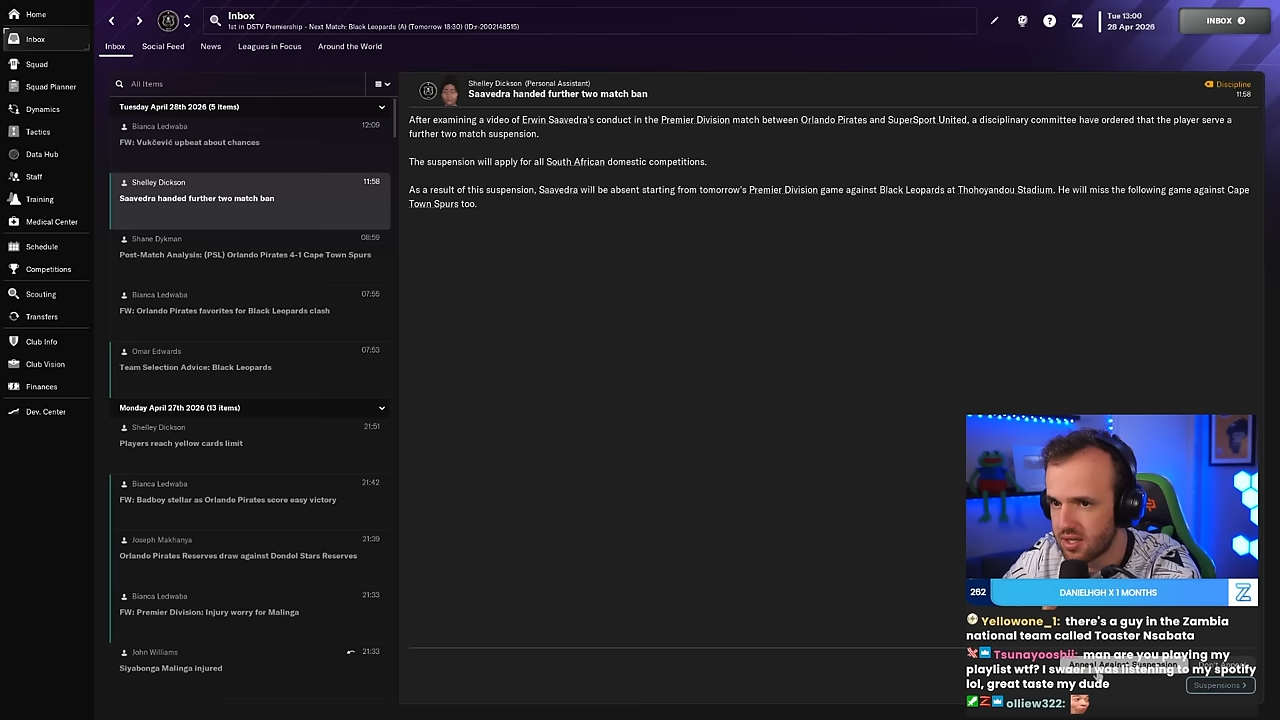 Home
Inbox
Squad
Squad Planner
Dynamics
Tactics
Data Hub
Staff
Training
Medical Center
Schedule
Competitions
Scouting
Transfers
Club Info
Club Vision
Finances
Dev. Center
Inbox
1st in DSTV Premiership - Next Match: Black Leopards (A) (Tomorrow 18:30) (ID:-2002148515)
Tue 13:00
28 Apr 2026
INBOX
Inbox
Social Feed
News
Leagues in Focus
Around the World
All Items
Tuesday April 28th 2026 (5 items)
Bianca Ledwaba 12:09
FW: Vukčević upbeat about chances
Shelley Dickson 11:58
Saavedra handed further two match ban
Shane Dykman 08:59
Post-Match Analysis: (PSL) Orlando Pirates 4-1 Cape Town Spurs
Bianca Ledwaba 07:55
FW: Orlando Pirates favorites for Black Leopards clash
Omar Edwards 07:53
Team Selection Advice: Black Leopards
Monday April 27th 2026 (13 items)
Shelley Dickson 21:51
Players reach yellow cards limit
Bianca Ledwaba 21:42
FW: Badboy stellar as Orlando Pirates score easy victory
Joseph Makhanya 21:39
Orlando Pirates Reserves draw against Dondol Stars Reserves
Bianca Ledwaba 21:33
FW: Premier Division: Injury worry for Malinga
John Williams 21:33
Siyabonga Malinga injured
Shelley Dickson (Personal Assistant)
Saavedra handed further two match ban
Discipline
11:58
After examining a video of Erwin Saavedra's conduct in the Premier Division match between Orlando Pirates and SuperSport United, a disciplinary committee have ordered that the player serve a
further two match suspension.
The suspension will apply for all South African domestic competitions.
As a result of this suspension, Saavedra will be absent starting from tomorrow's Premier Division game against Black Leopards at Thohoyandou Stadium. He will miss the following game against Cape
Town Spurs too.
262
DANIELHGH X 1 MONTHS
Z
Yellowone_1: there's a guy in the Zambia
national team called Toaster Nsabata
Tsunayooshii: man are you playing my
playlist wtf? I swaer I was listening to my spotify
lol, great taste my dude
olliew322:
Appeal Against Suspension
Suspensions >